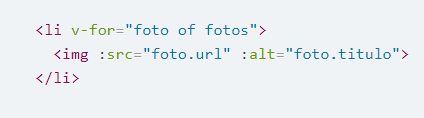 <li v-for="foto of fotos">
<img :src="foto.url" :alt="foto.titulo">
</li>